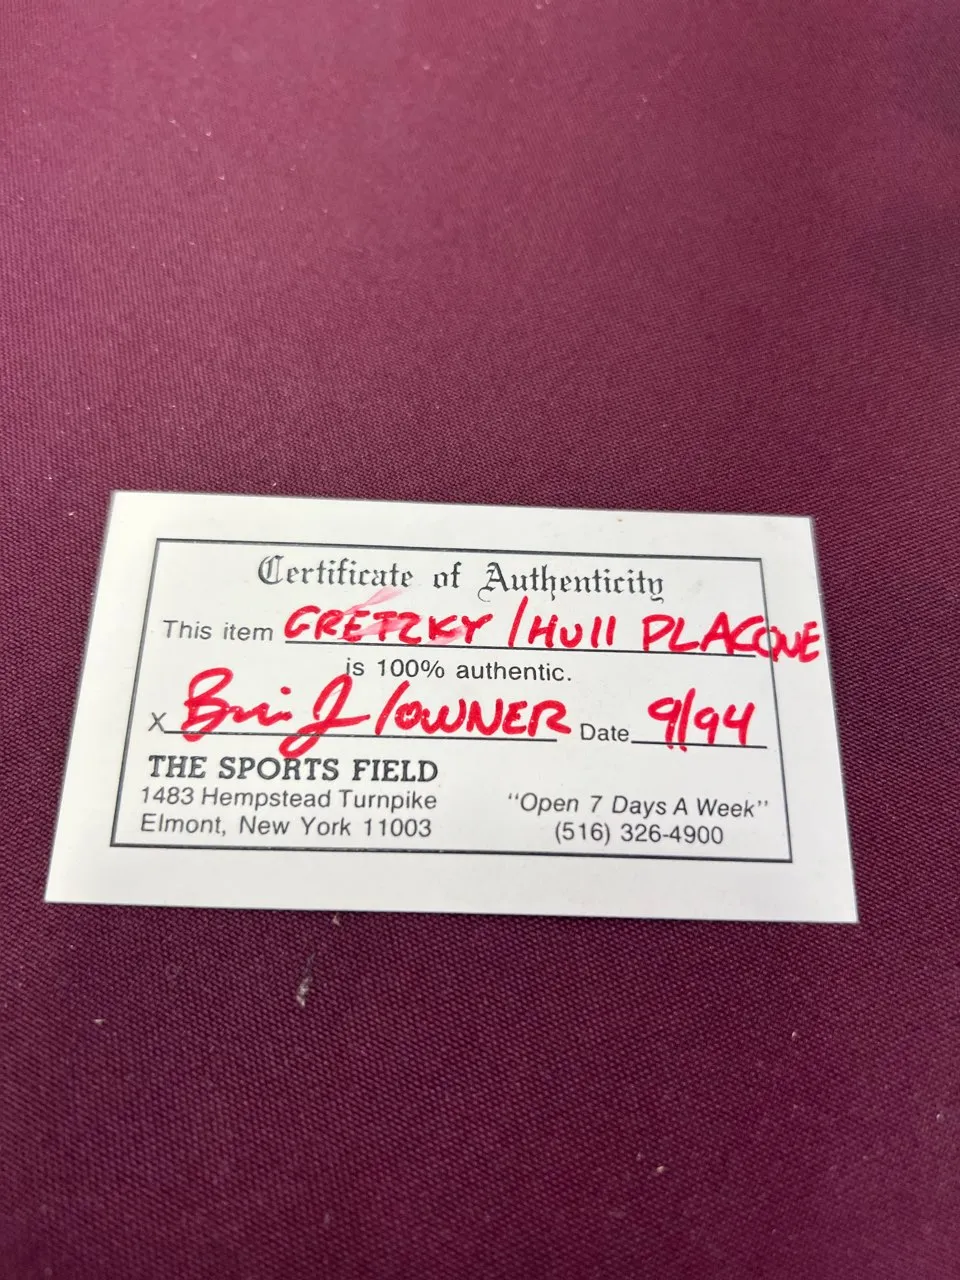 Certificate of Authenticity
This item GRETZKY / HUll PLACONE
is 100% authentic.
X /OWNER Date 9/94
THE SPORTS FIELD
1483 Hempstead Turnpike "Open 7 Days A Week"
Elmont, New York 11003 (516) 326-4900